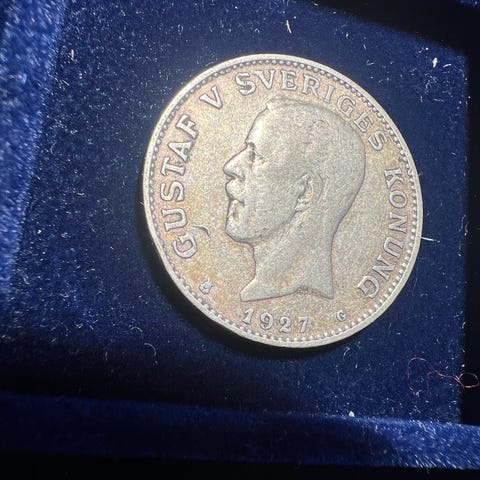 GUSTAF V SVERIGES KONUNG
1927 G